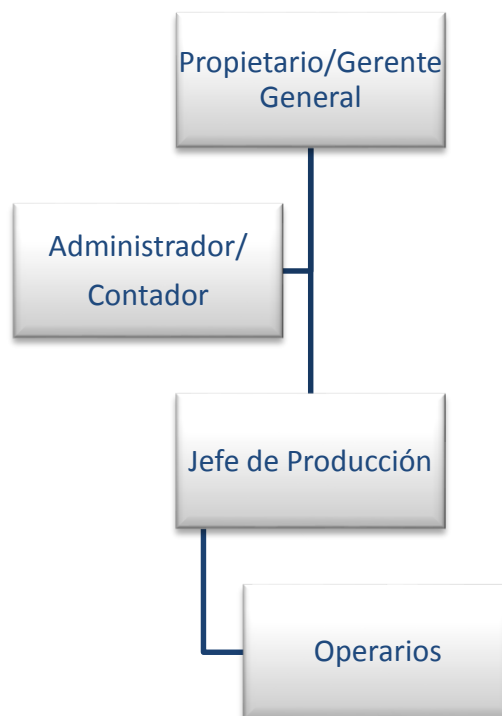 Propietario/Gerente
General
Administrador/
Contador
Jefe de Producción
Operarios